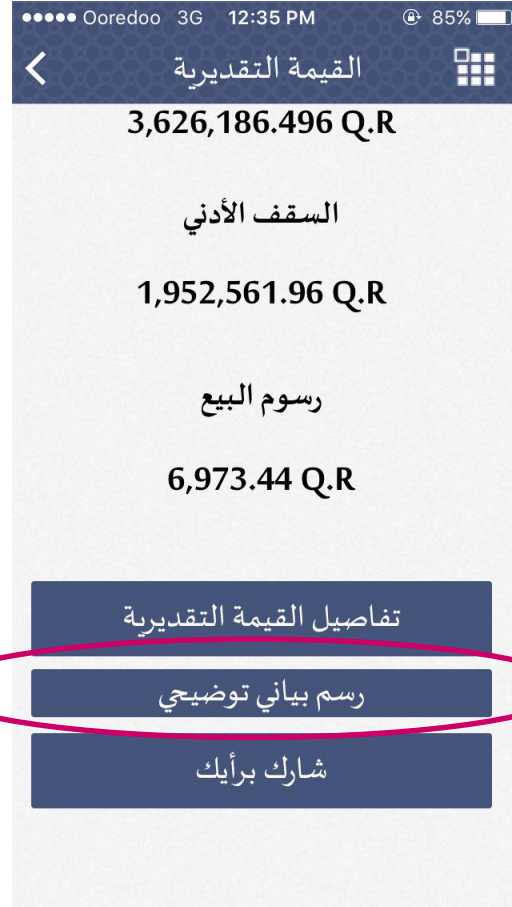 Ooredoo 3G 12:35 PM 85%
القيمة التقديرية
3,626,186.496 Q.R
السقف الأدني
1,952,561.96 Q.R
رسوم البيع
6,973.44 Q.R
تفاصيل القيمة التقديرية
رسم بياني توضيحي
شارك برأيك